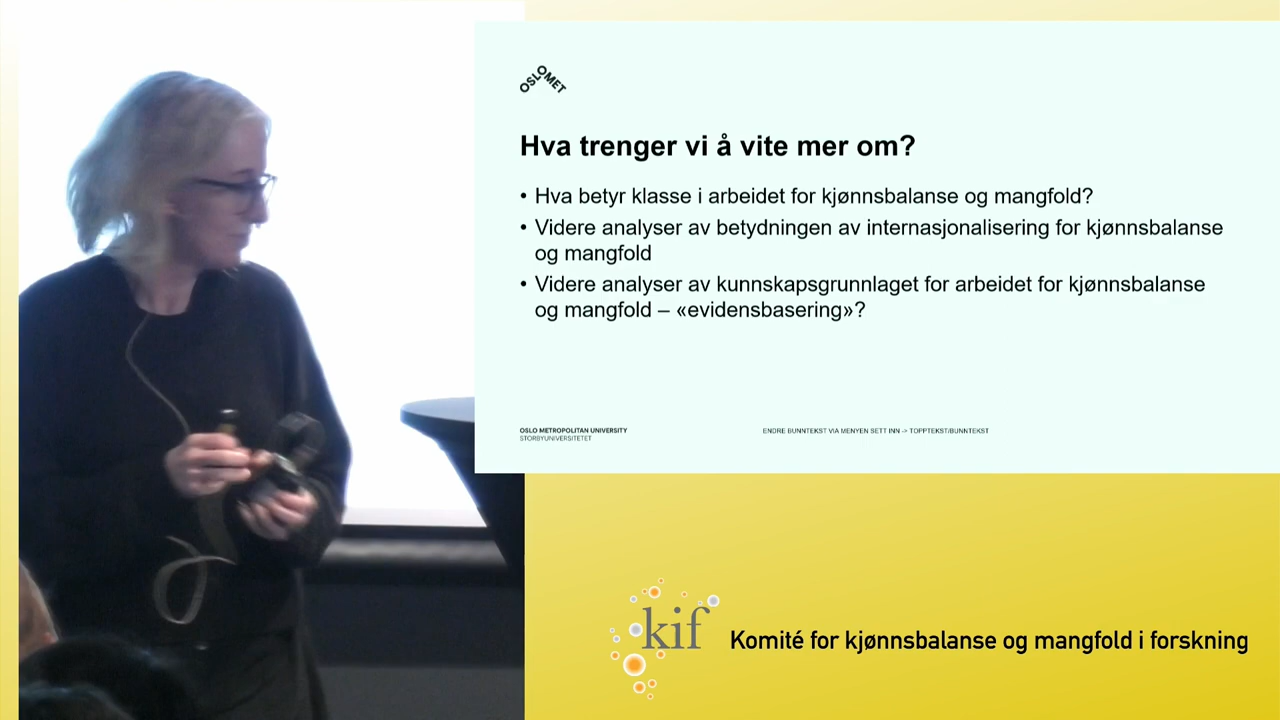 OSLOMET
Hva trenger vi å vite mer om?
• Hva betyr klasse i arbeidet for kjønnsbalanse og mangfold?
• Videre analyser av betydningen av internasjonalisering for kjønnsbalanse
og mangfold
• Videre analyser av kunnskapsgrunnlaget for arbeidet for kjønnsbalanse
og mangfold – «evidensbasering»?
OSLO METROPOLITAN UNIVERSITY
STORBYUNIVERSITETET
ENDRE BUNNTEKST VIA MENYEN SETT INN -> TOPPTEKST/BUNNTEKST
kif
Komité for kjønnsbalanse og mangfold i forskning